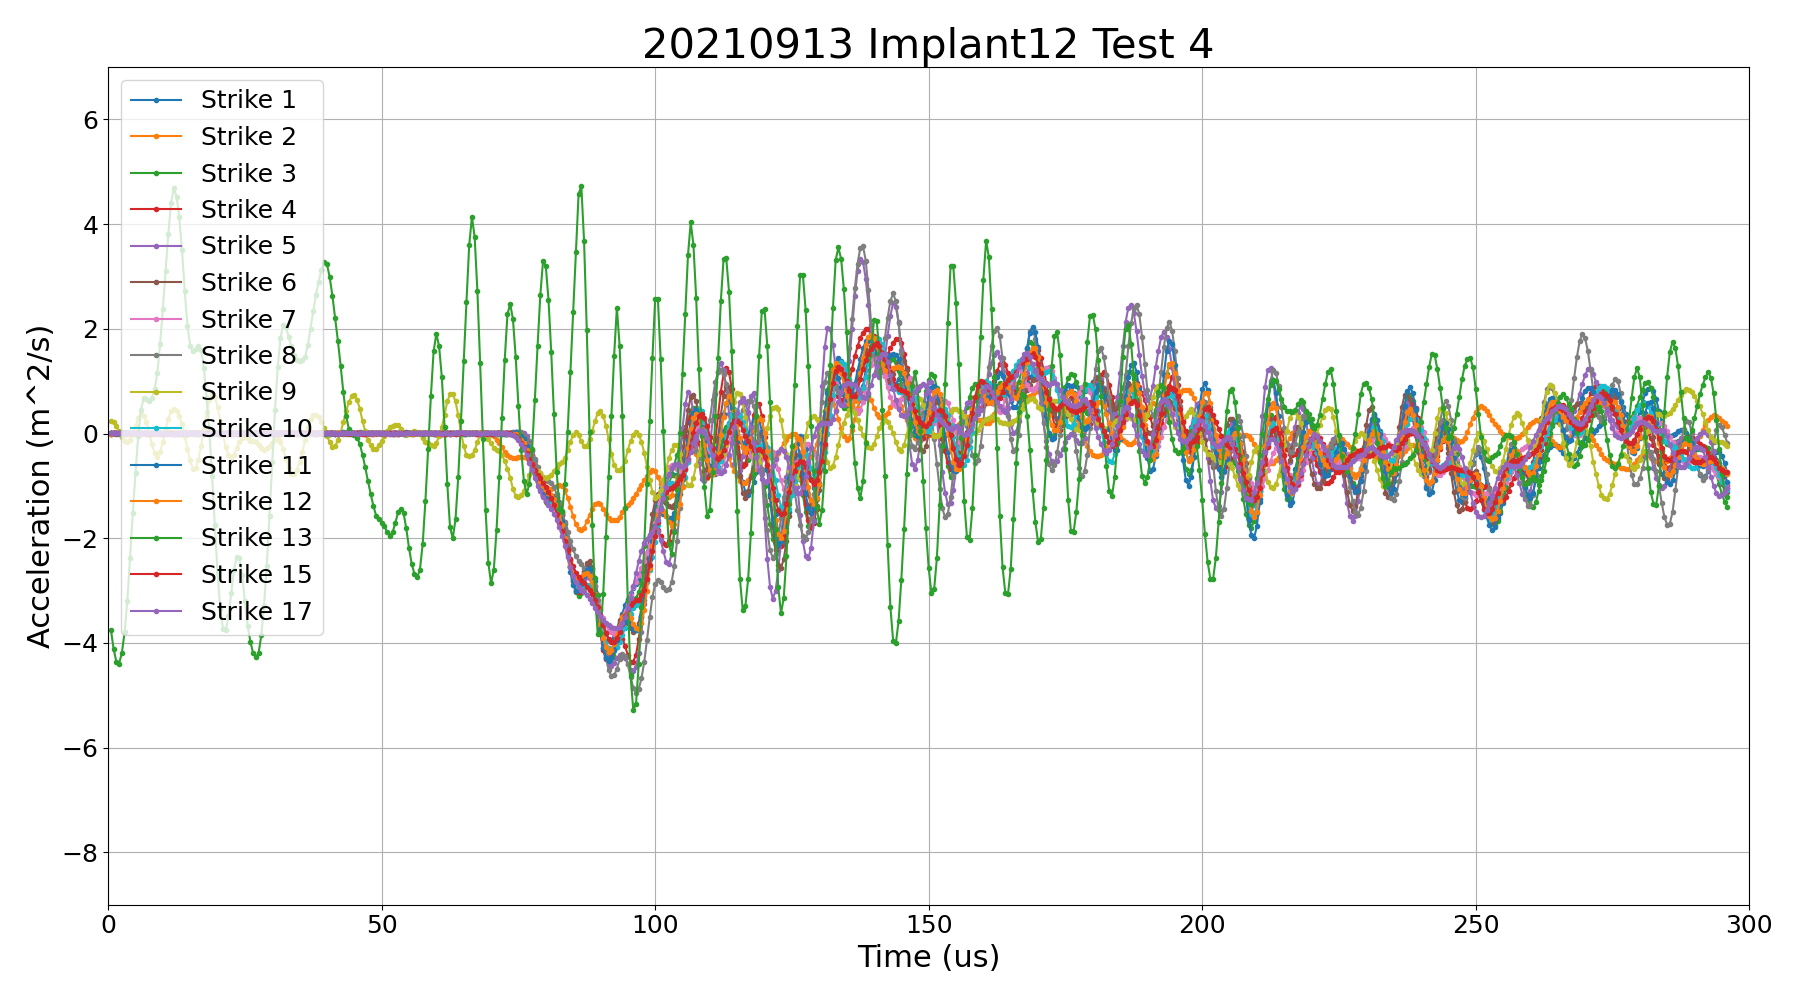 20210913 Implant12 Test 4
Acceleration (m^2/s)
6
4
2
0
−2
−4
−6
−8
Strike 1
Strike 2
Strike 3
Strike 4
Strike 5
Strike 6
Strike 7
Strike 8
Strike 9
Strike 10
Strike 11
Strike 12
Strike 13
Strike 15
Strike 17
0 50 100 150 200 250 300
Time (us)